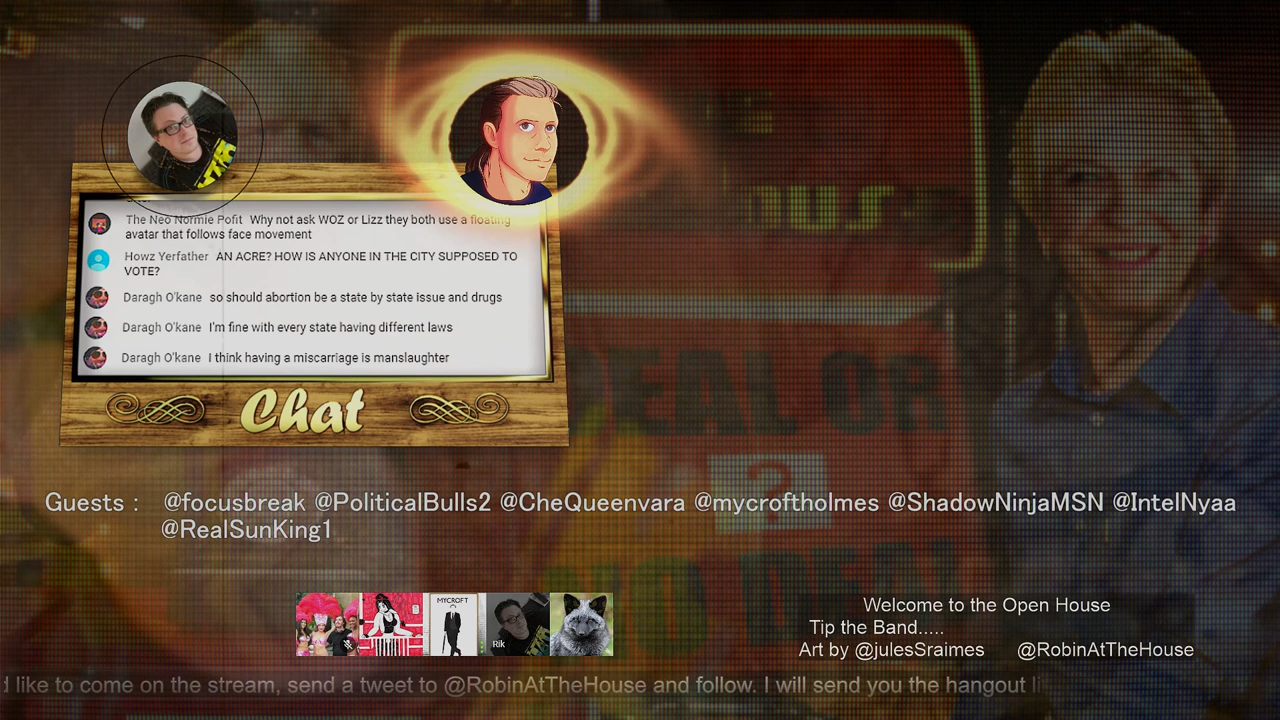 The Neo Normie Pofit Why not ask WOZ or Lizz they both use a floating
avatar that follows face movement
Howz Yerfather AN ACRE? HOW IS ANYONE IN THE CITY SUPPOSED TO
VOTE?
Daragh O'kane so should abortion be a state by state issue and drugs
Daragh O'kane I'm fine with every state having different laws
Daragh O'kane I think having a miscarriage is manslaughter
Chat
DEAL OR
?
NO DEAL
Guests : @focusbreak @PoliticalBulls2 @CheQueenvara @mycroftholmes @ShadowNinjaMSN @IntelNyaa
@RealSunKing1
MYCROFT
Rik
Welcome to the Open House
Tip the Band.....
Art by @julesSraimes @RobinAtTheHouse
like to come on the stream, send a tweet to @RobinAtTheHouse and follow. I will send you the hangout